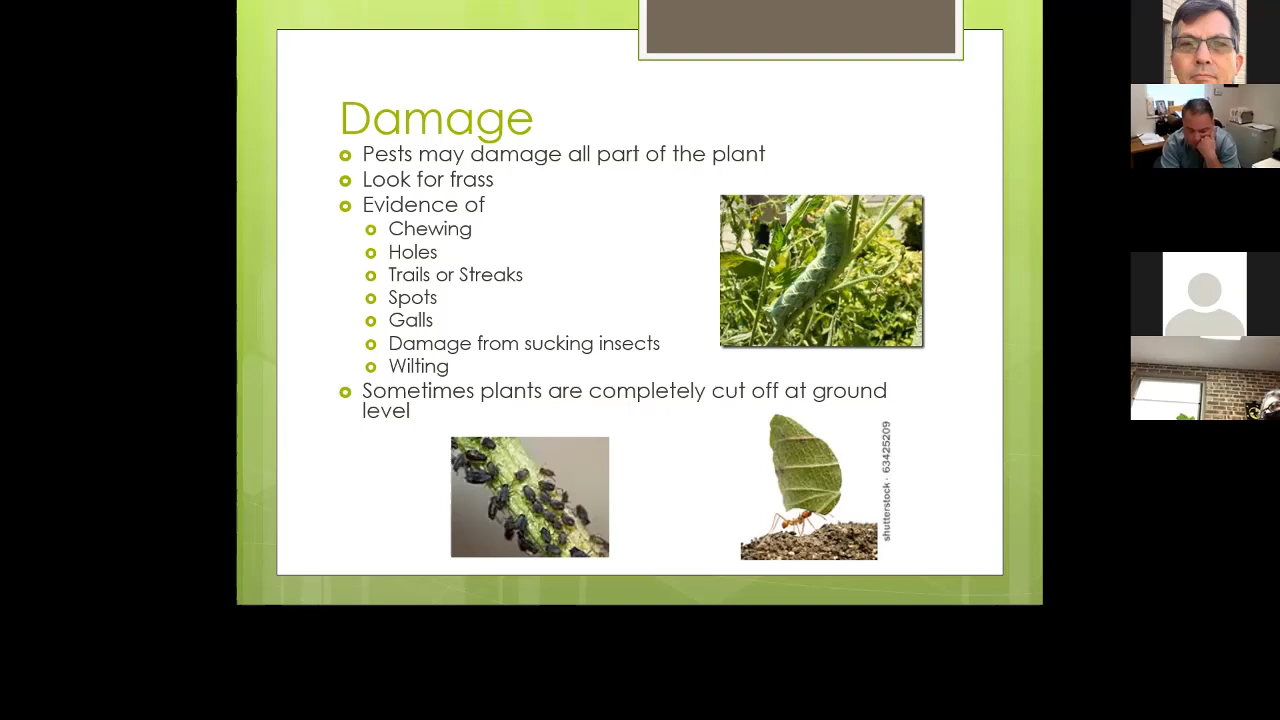 Damage
Pests may damage all part of the plant
Look for frass
Evidence of
Chewing
Holes
Trails or Streaks
Spots
Galls
Damage from sucking insects
Wilting
Sometimes plants are completely cut off at ground
level
shutterstock · 63425209